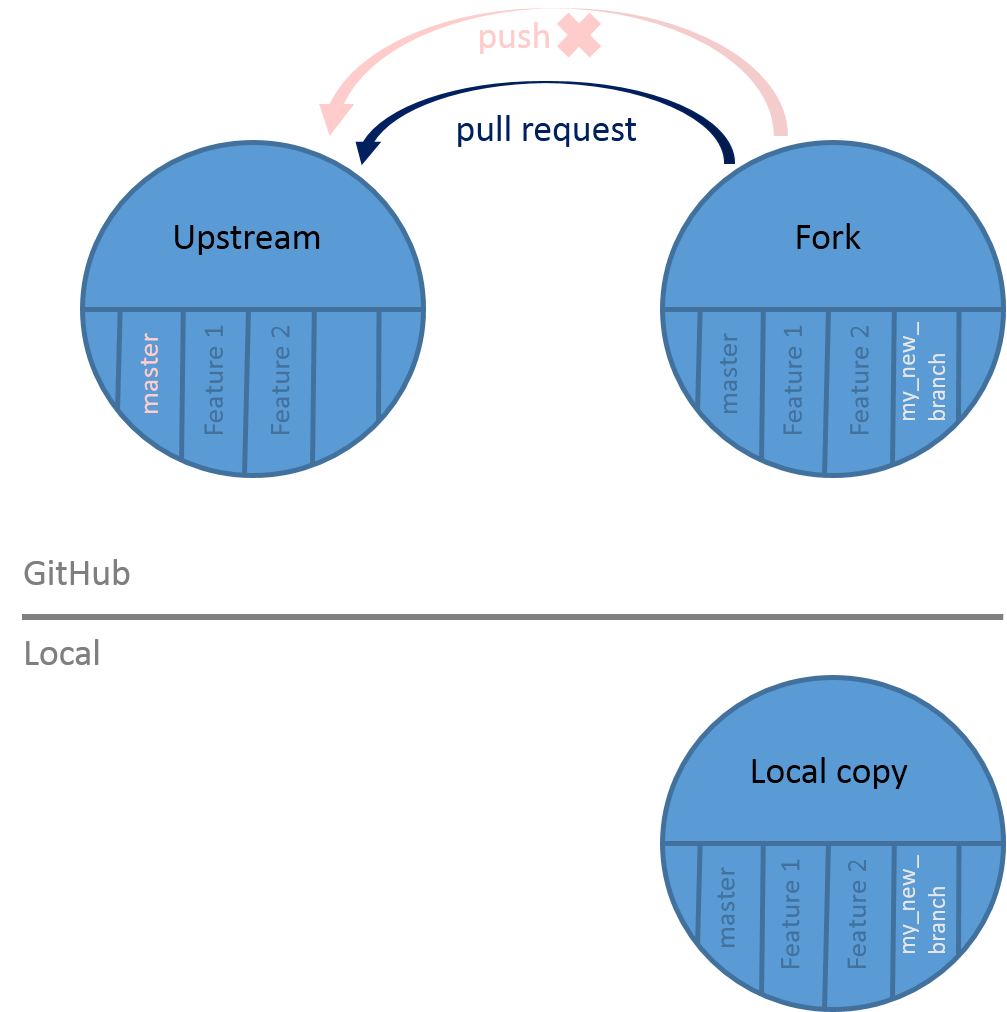 push
pull request
Upstream
Fork
master
Feature 1
Feature 2
master
Feature 1
Feature 2
my_new_
branch
GitHub
Local
Local copy
master
Feature 1
Feature 2
my_new_
branch